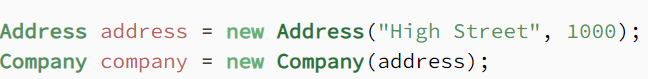 Address address = new Address("High Street", 1000);
Company company = new Company(address);